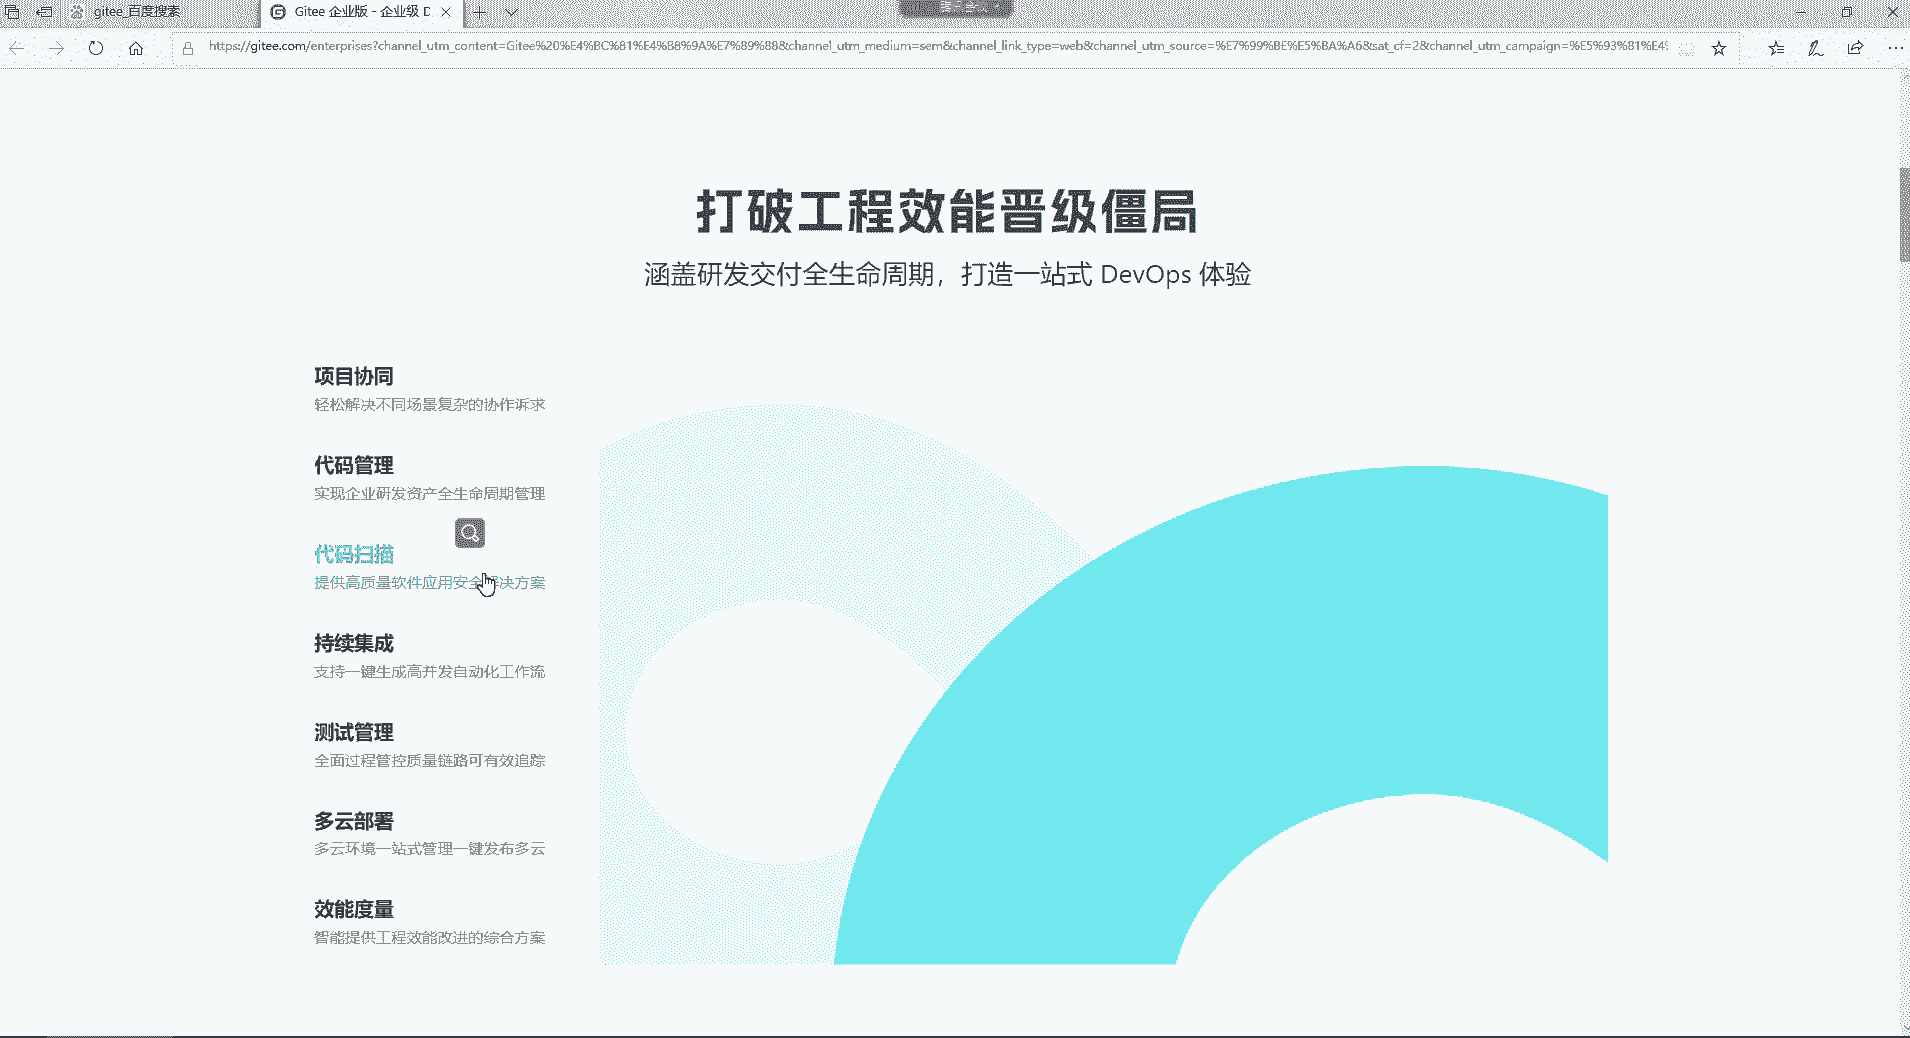 gitee_百度搜索
Gitee 企业版 - 企业级 D
https://gitee.com/enterprises?channel_utm_content=Gitee%20%E4%BC%81%E4%B8%9A%E7%89%88&channel_utm_medium=sem&channel_link_type=web&channel_utm_source=%E7%99%BE%E5%BA%A6&sat_cf=2&channel_utm_campaign=%E5%93%81%E4%
打破工程效能晋级僵局
涵盖研发交付全生命周期，打造一站式 DevOps 体验
项目协同
轻松解决不同场景复杂的协作诉求
代码管理
实现企业研发资产全生命周期管理
代码扫描
提供高质量软件应用安全解决方案
持续集成
支持一键生成高并发自动化工作流
测试管理
全面过程管控质量链路可有效追踪
多云部署
多云环境一站式管理一键发布多云
效能度量
智能提供工程效能改进的综合方案